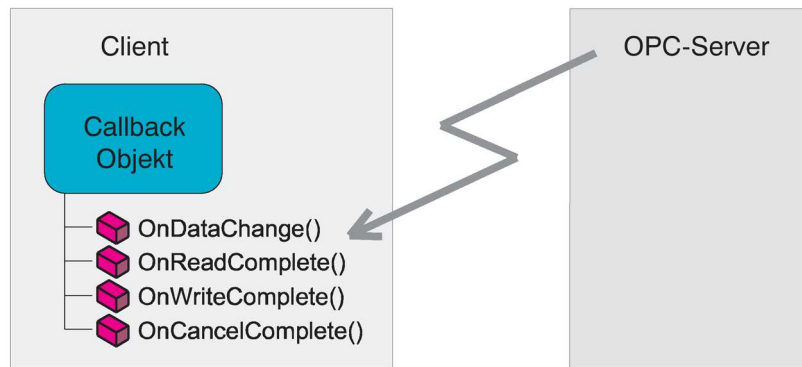 Client
OPC-Server
Callback
Objekt
OnDataChange()
OnReadComplete()
OnWriteComplete()
OnCancelComplete()